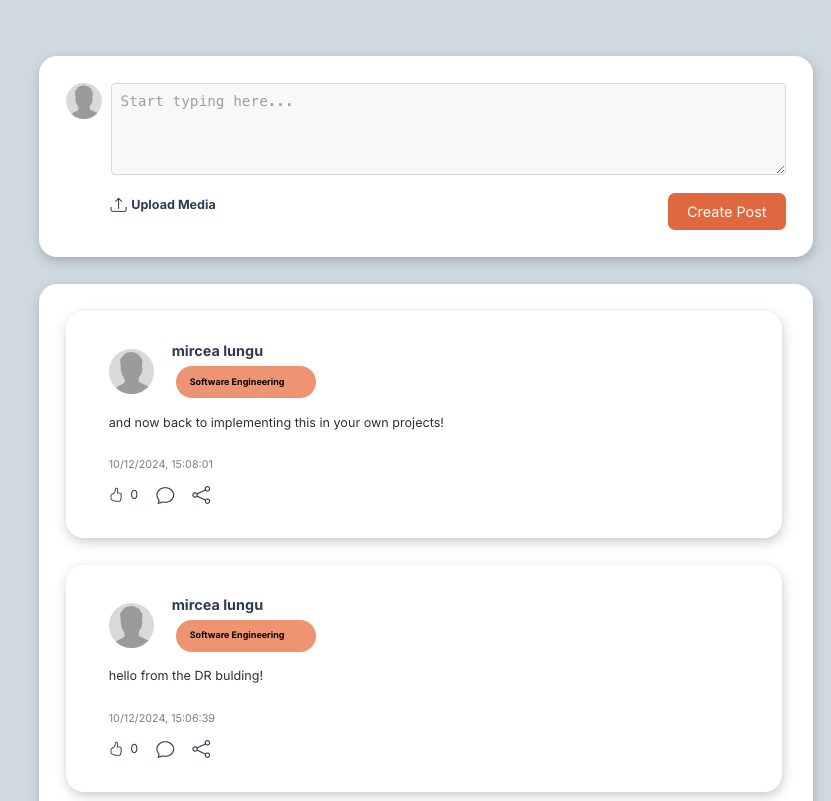 Start typing here...
Upload Media
Create Post
mircea lungu
Software Engineering
and now back to implementing this in your own projects!
10/12/2024, 15:08:01
0
mircea lungu
Software Engineering
hello from the DR bulding!
10/12/2024, 15:06:39
0